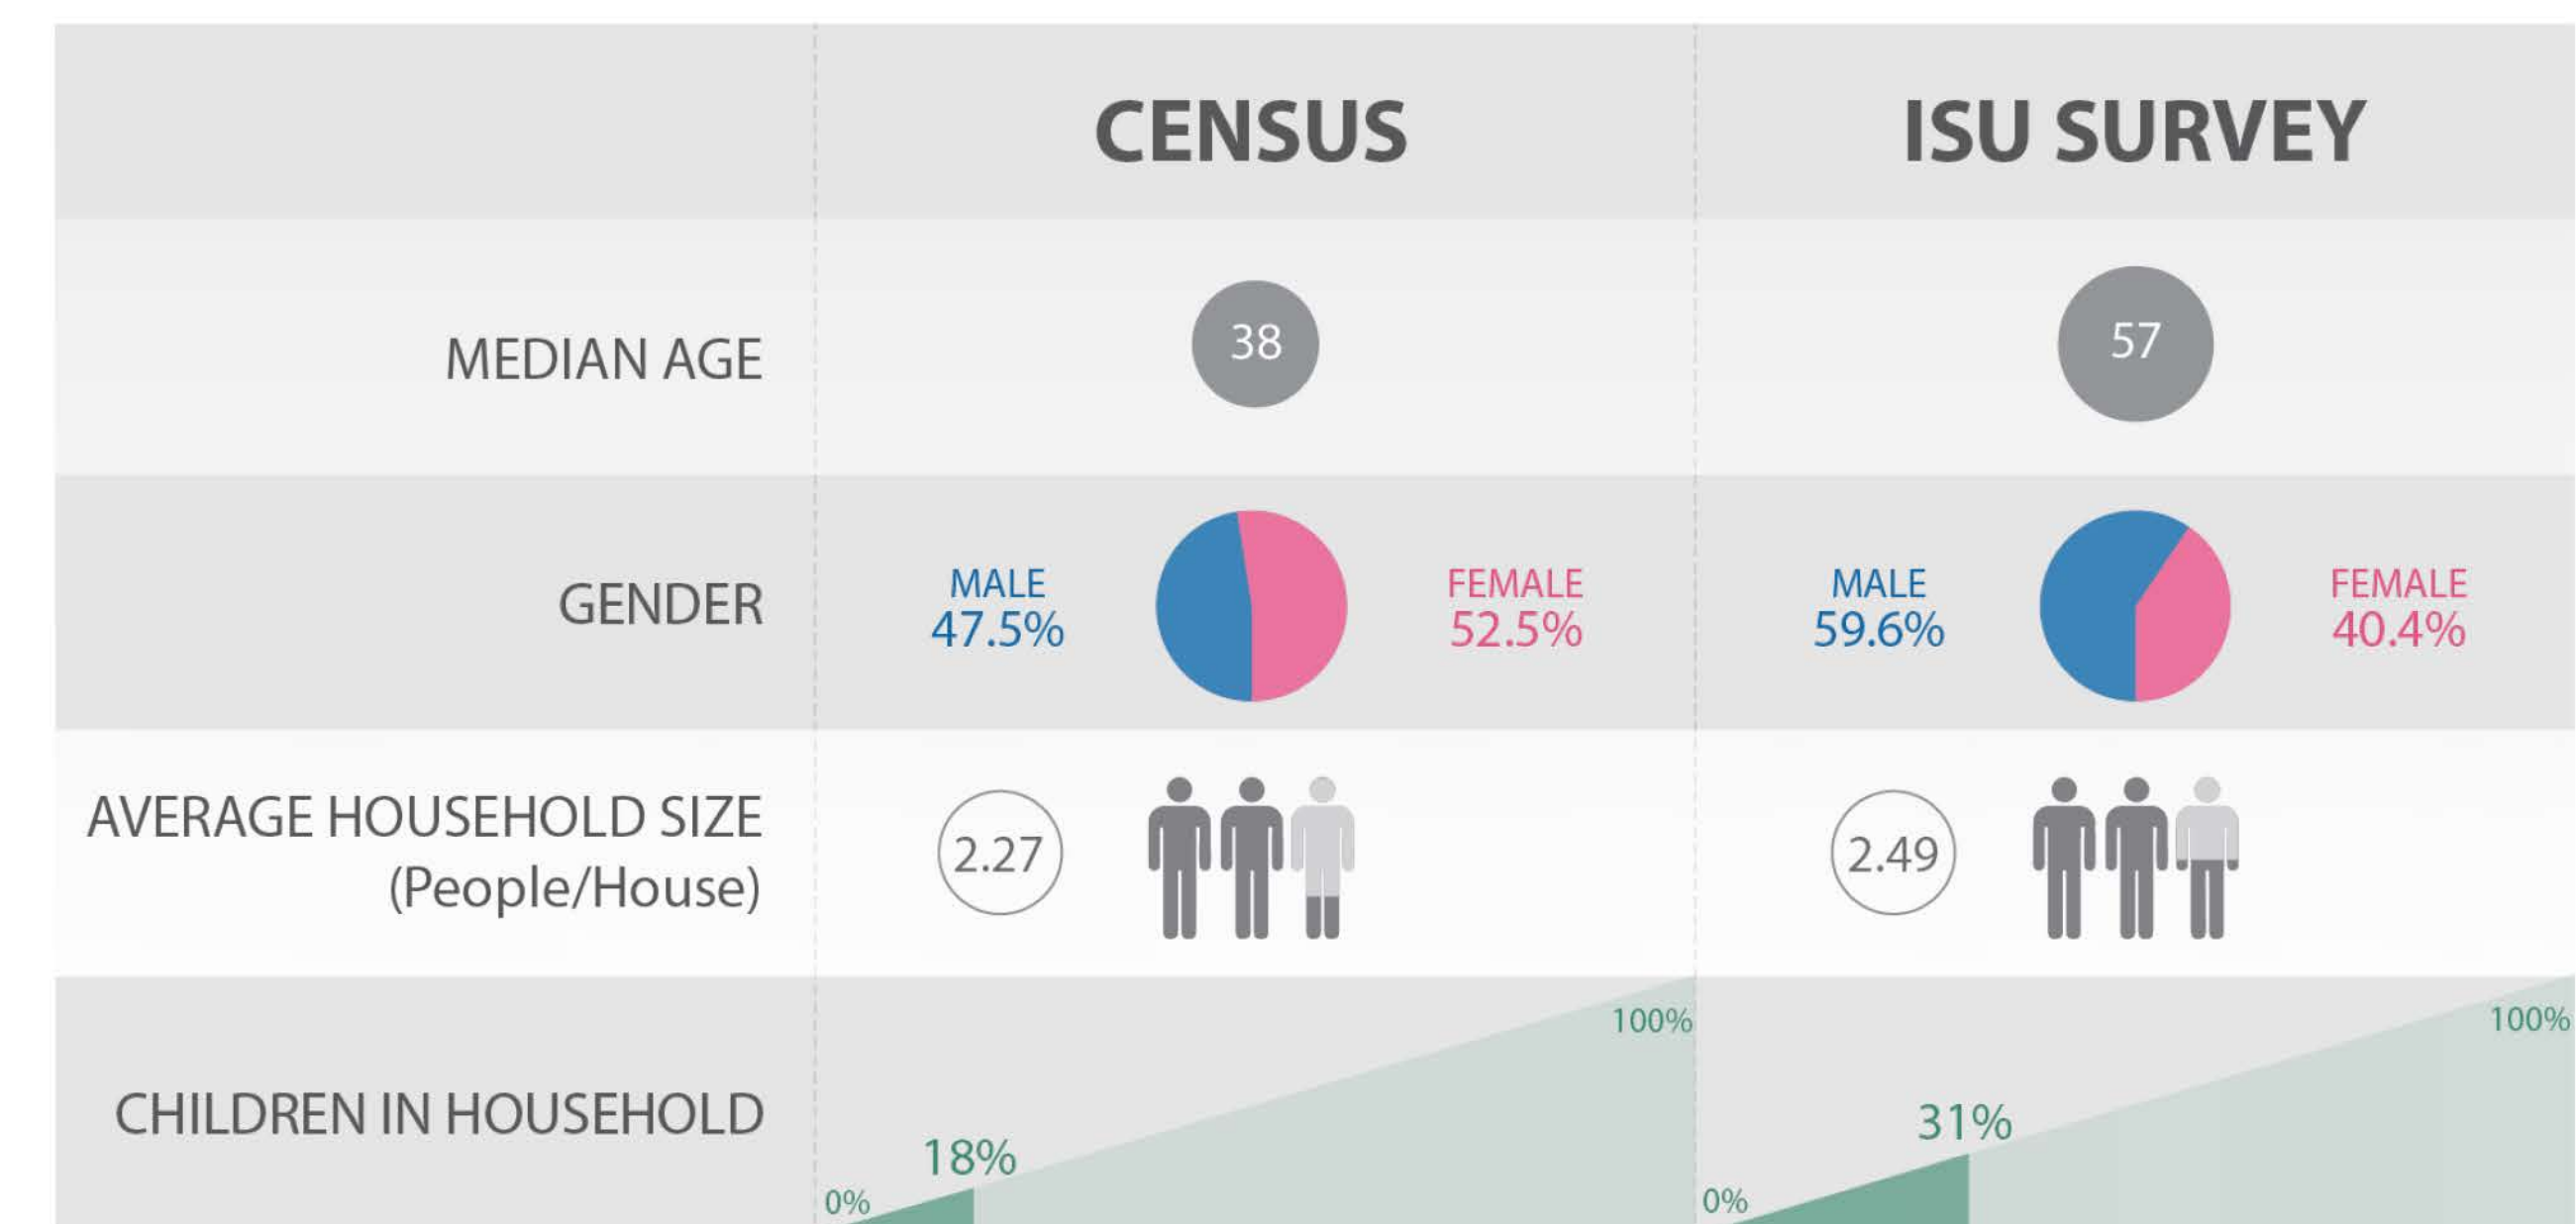 CENSUS
ISU SURVEY
MEDIAN AGE
38
57
GENDER
MALE
47.5%
FEMALE
52.5%
MALE
59.6%
FEMALE
40.4%
AVERAGE HOUSEHOLD SIZE
(People/House)
2.27
2.49
CHILDREN IN HOUSEHOLD
0%
18%
100%
0%
31%
100%